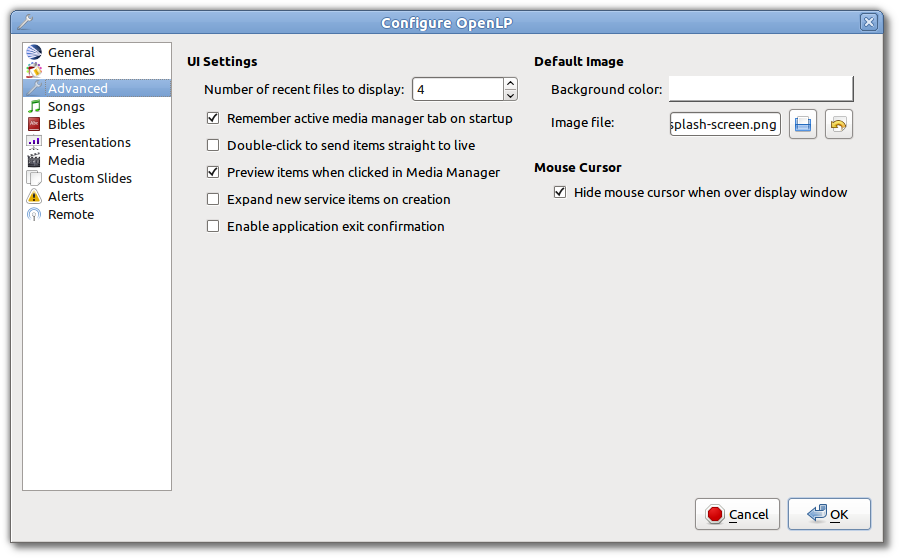 Configure OpenLP
General
Themes
Advanced
Songs
Bibles
Presentations
Media
Custom Slides
Alerts
Remote
UI Settings
Number of recent files to display: 4
Remember active media manager tab on startup
Double-click to send items straight to live
Preview items when clicked in Media Manager
Expand new service items on creation
Enable application exit confirmation
Default Image
Background color:
Image file: splash-screen.png
Mouse Cursor
Hide mouse cursor when over display window
Cancel
OK